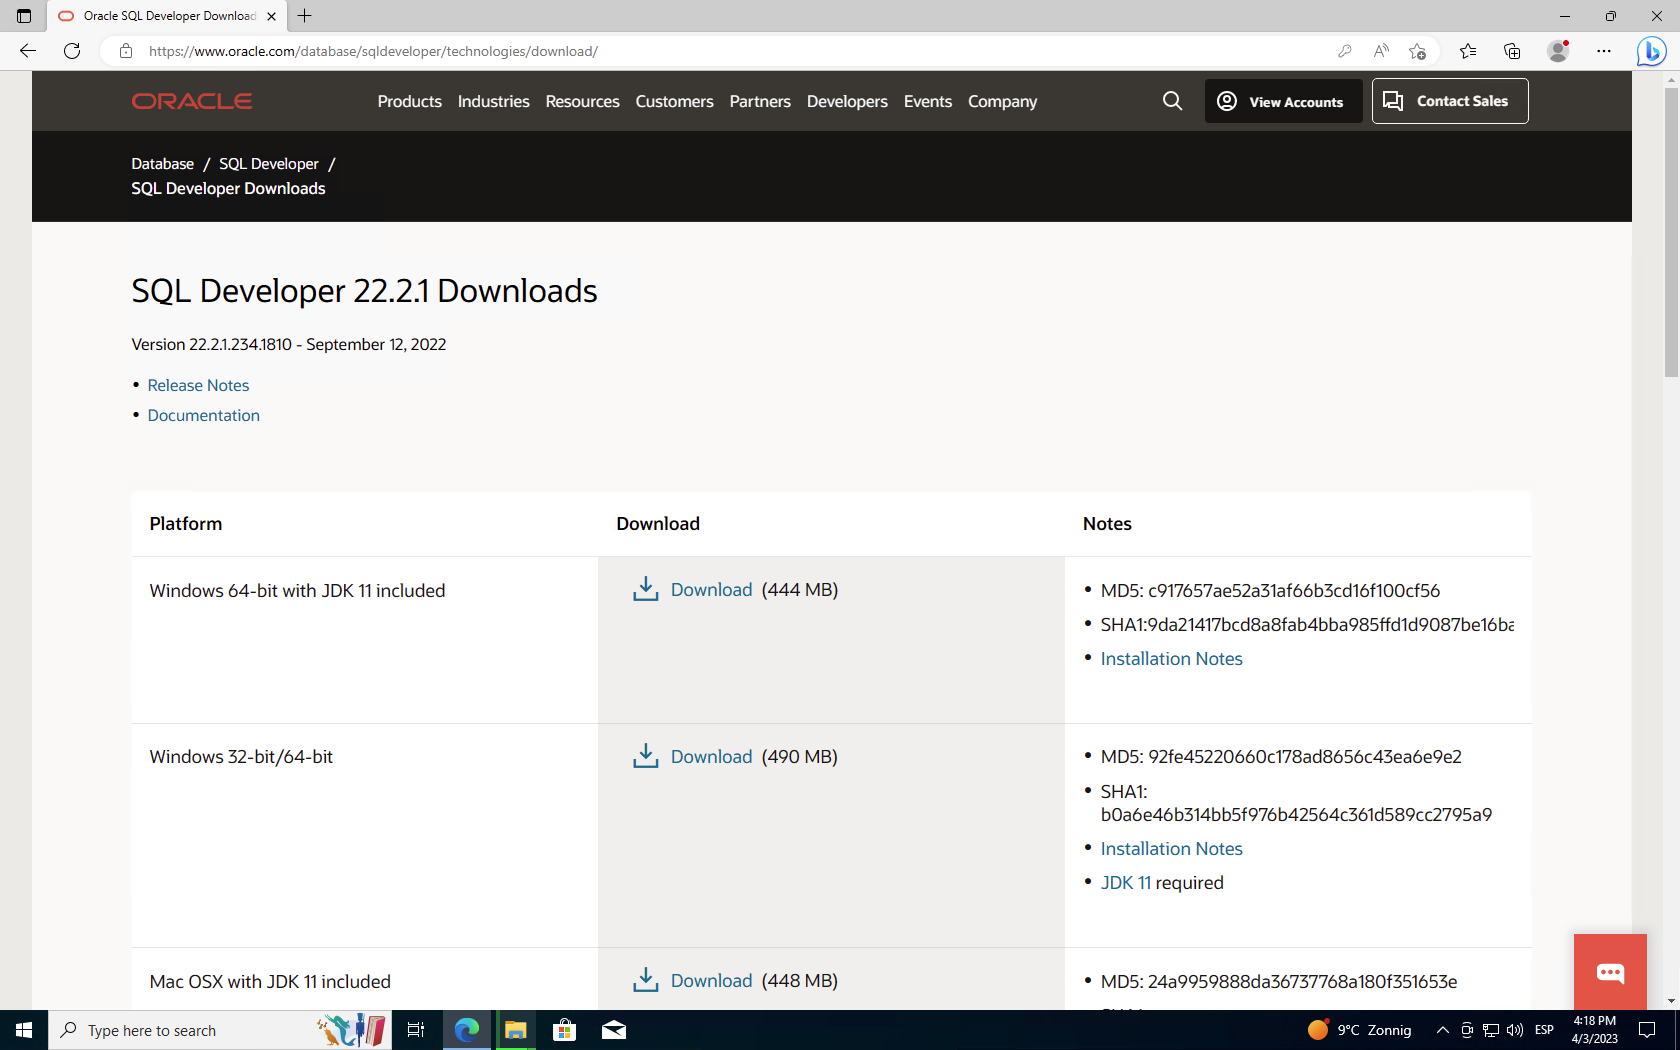 Oracle SQL Developer Download
https://www.oracle.com/database/sqldeveloper/technologies/download/
ORACLE
Products Industries Resources Customers Partners Developers Events Company
View Accounts
Contact Sales
Database / SQL Developer /
SQL Developer Downloads
SQL Developer 22.2.1 Downloads
Version 22.2.1.234.1810 - September 12, 2022
• Release Notes
• Documentation
Platform Download Notes
Windows 64-bit with JDK 11 included
Download (444 MB)
• MD5: c917657ae52a31af66b3cd16f100cf56
• SHA1:9da21417bcd8a8fab4bba985ffd1d9087be16ba
• Installation Notes
Windows 32-bit/64-bit
Download (490 MB)
• MD5: 92fe45220660c178ad8656c43ea6e9e2
• SHA1:
b0a6e46b314bb5f976b42564c361d589cc2795a9
• Installation Notes
• JDK 11 required
Mac OSX with JDK 11 included
Download (448 MB)
• MD5: 24a9959888da36737768a180f351653e
Type here to search
9°C Zonnig
ESP
4:18 PM
4/3/2023